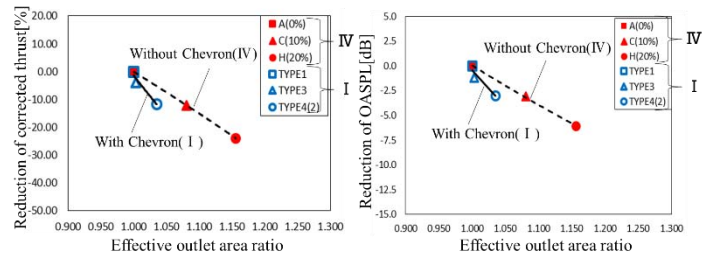 Reduction of corrected thrust[%]
20.00
10.00
0.00
-10.00
-20.00
-30.00
-40.00
-50.00
0.900 0.950 1.000 1.050 1.100 1.150 1.200 1.250 1.300
Effective outlet area ratio
Without Chevron(Ⅳ)
With Chevron( Ⅰ )
A(0%)
C(10%)
H(20%)
TYPE1
TYPE3
TYPE4(2)
Ⅳ
Ⅰ
Reduction of OASPL[dB]
5.0
2.5
0.0
-2.5
-5.0
-7.5
-10.0
-12.5
-15.0
0.900 0.950 1.000 1.050 1.100 1.150 1.200 1.250 1.300
Effective outlet area ratio
Without Chevron(Ⅳ)
With Chevron( Ⅰ )
A(0%)
C(10%)
H(20%)
TYPE1
TYPE3
TYPE4(2)
Ⅳ
Ⅰ